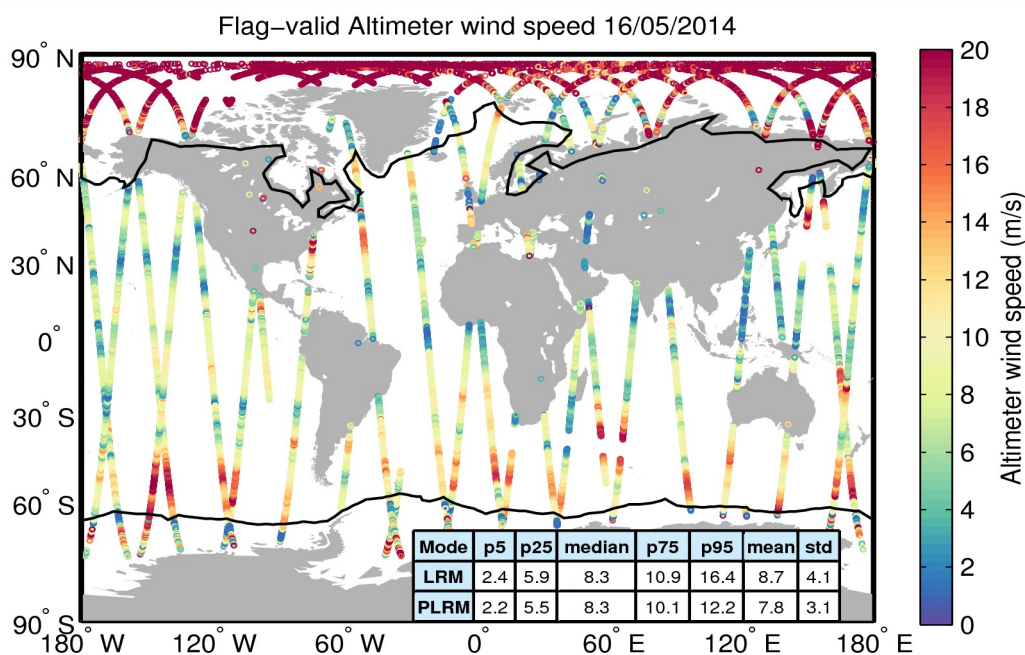 Flag−valid Altimeter wind speed 16/05/2014
90° N
60° N
30° N
0°
30° S
60° S
90° S
180° W
120° W
60° W
0°
60° E
120° E
180° E
20
18
16
14
12
10
8
6
4
2
0
Altimeter wind speed (m/s)
Mode p5 p25 median p75 p95 mean std
LRM 2.4 5.9 8.3 10.9 16.4 8.7 4.1
PLRM 2.2 5.5 8.3 10.1 12.2 7.8 3.1